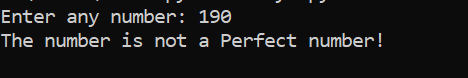 Enter any number: 190
The number is not a Perfect number!